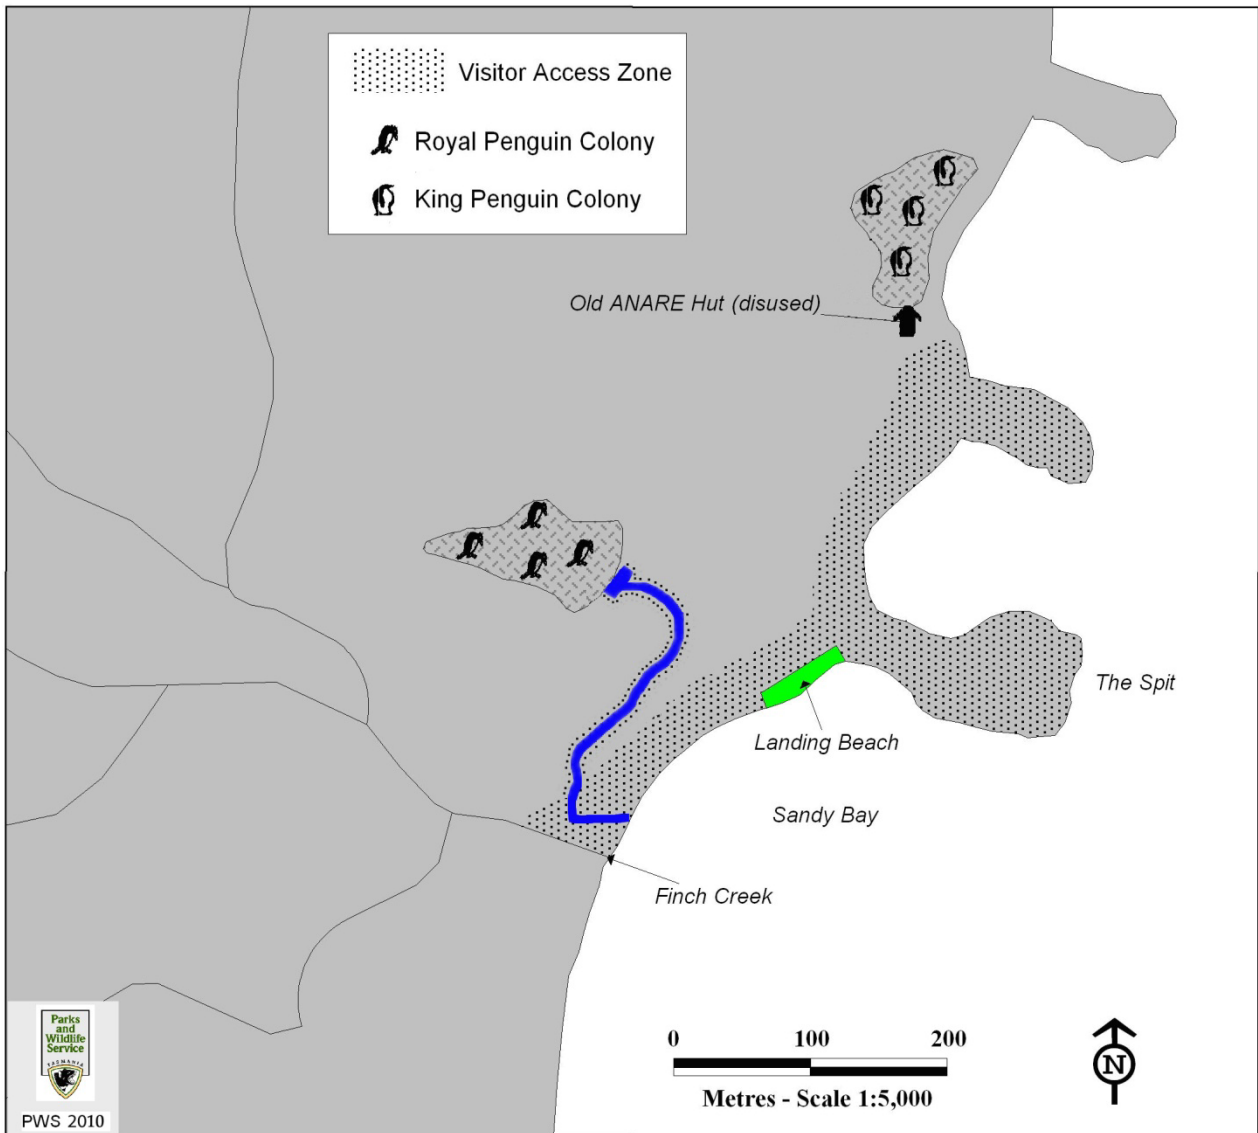 Visitor Access Zone
Royal Penguin Colony
King Penguin Colony
Old ANARE Hut (disused)
The Spit
Landing Beach
Sandy Bay
Finch Creek
Parks
and
Wildlife
Service
TASMANIA
PWS 2010
0 100 200
Metres - Scale 1:5,000
N